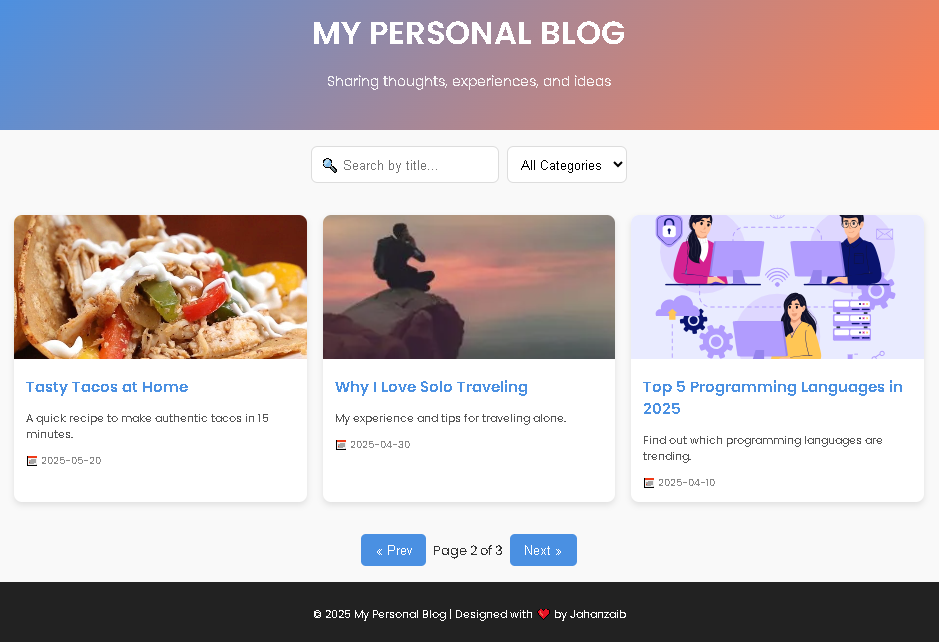 MY PERSONAL BLOG
Sharing thoughts, experiences, and ideas
🔍 Search by title...
All Categories
Tasty Tacos at Home
A quick recipe to make authentic tacos in 15
minutes.
📅 2025-05-20
Why I Love Solo Traveling
My experience and tips for traveling alone.
📅 2025-04-30
Top 5 Programming Languages in
2025
Find out which programming languages are
trending.
📅 2025-04-10
« Prev
Page 2 of 3
Next »
© 2025 My Personal Blog | Designed with ❤️ by Jahanzaib